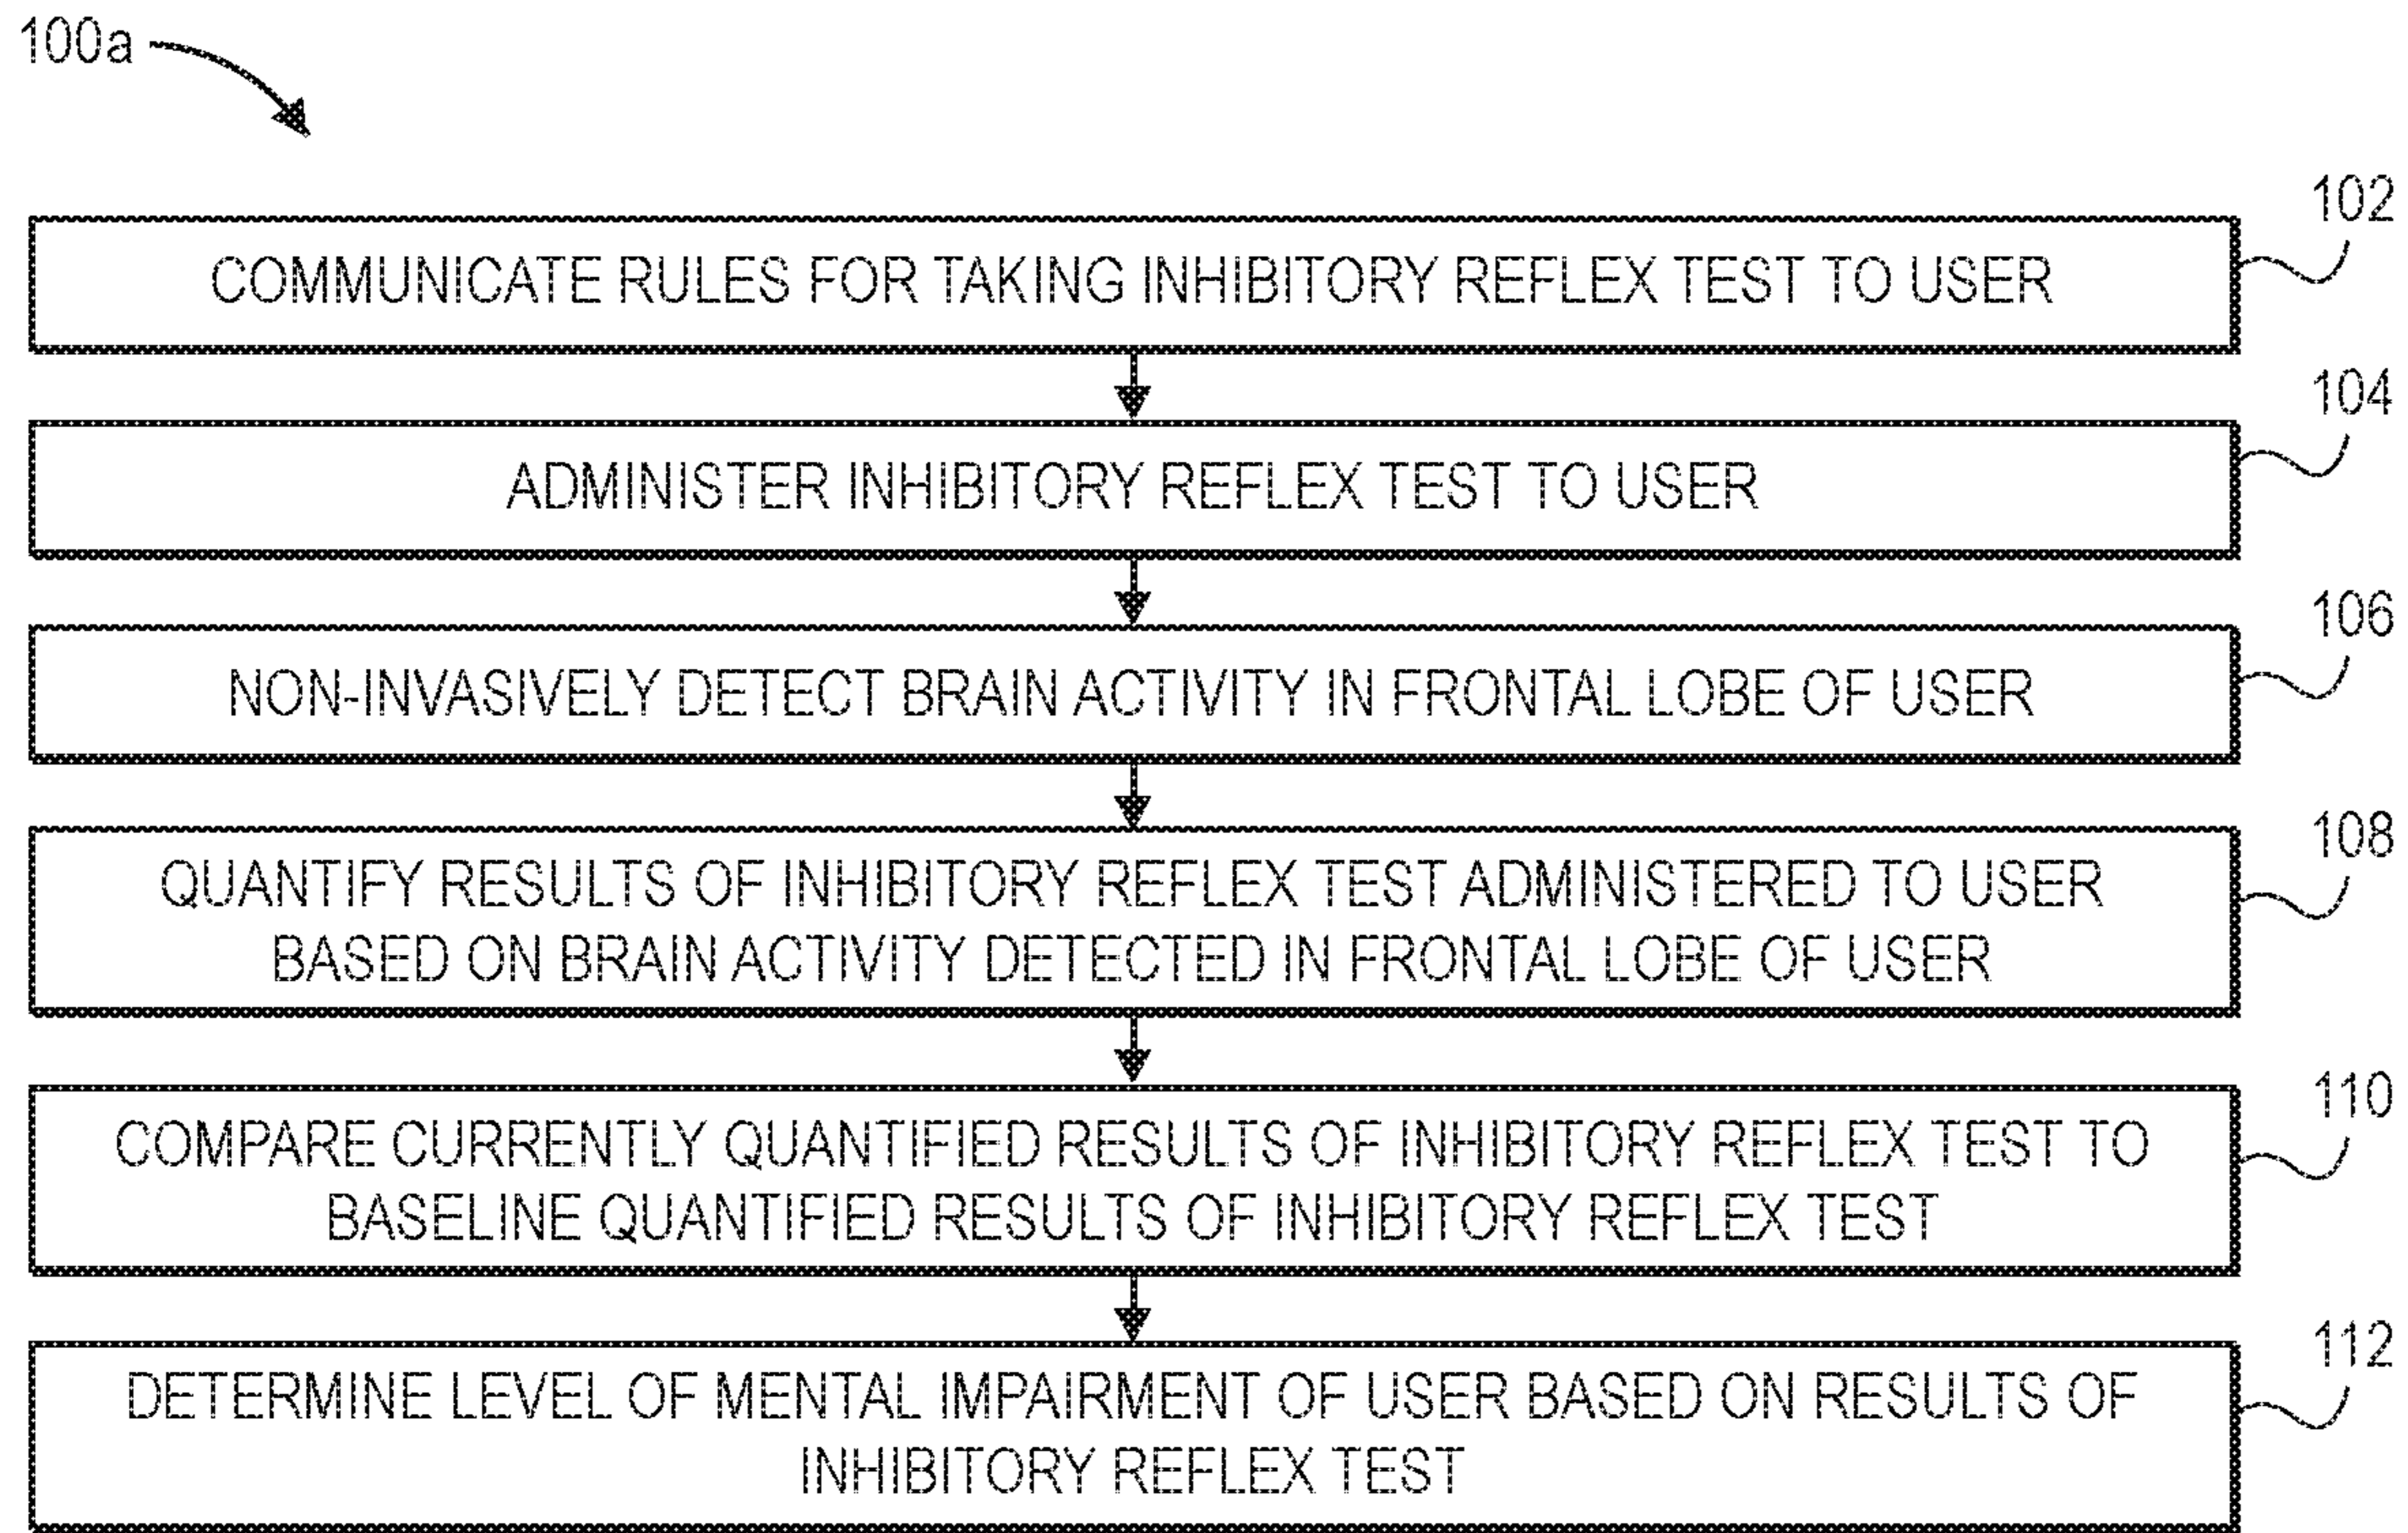 100a
102
COMMUNICATE RULES FOR TAKING INHIBITORY REFLEX TEST TO USER
104
ADMINISTER INHIBITORY REFLEX TEST TO USER
106
NON-INVASIVELY DETECT BRAIN ACTIVITY IN FRONTAL LOBE OF USER
108
QUANTIFY RESULTS OF INHIBITORY REFLEX TEST ADMINISTERED TO USER
BASED ON BRAIN ACTIVITY DETECTED IN FRONTAL LOBE OF USER
110
COMPARE CURRENTLY QUANTIFIED RESULTS OF INHIBITORY REFLEX TEST TO
BASELINE QUANTIFIED RESULTS OF INHIBITORY REFLEX TEST
112
DETERMINE LEVEL OF MENTAL IMPAIRMENT OF USER BASED ON RESULTS OF
INHIBITORY REFLEX TEST